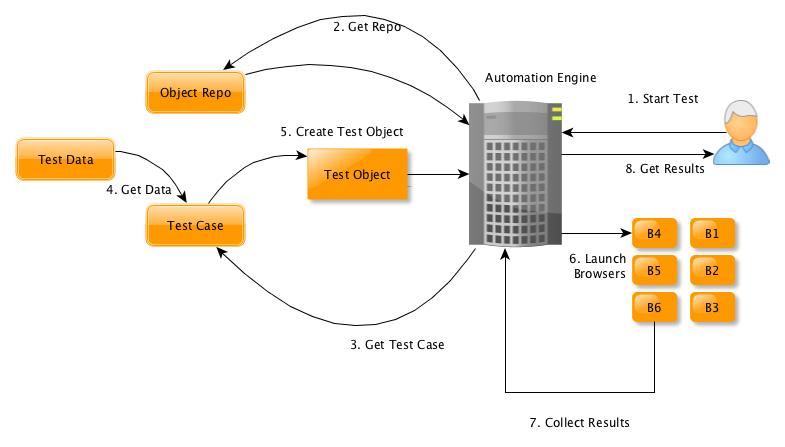 2. Get Repo
Automation Engine
Object Repo
1. Start Test
5. Create Test Object
Test Data
Test Object
8. Get Results
4. Get Data
Test Case
B4
B1
6. Launch
Browsers
B5
B2
B6
B3
3. Get Test Case
7. Collect Results